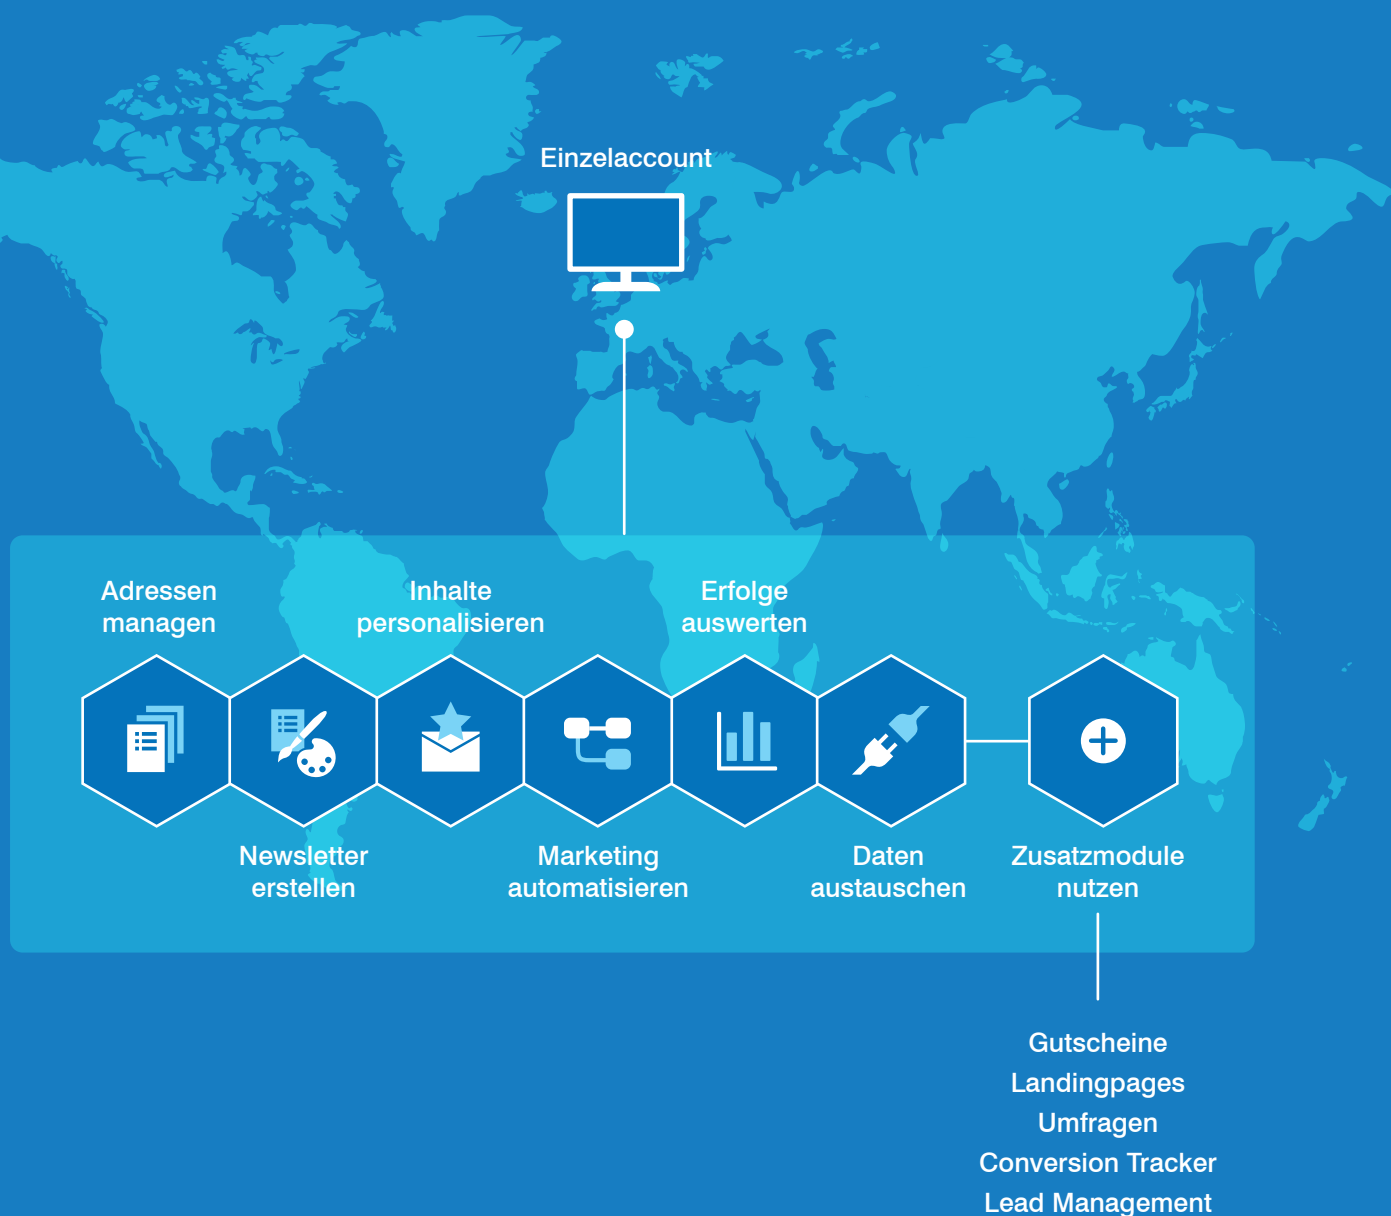 Einzelaccount
Adressen
managen
Inhalte
personalisieren
Erfolge
auswerten
Newsletter
erstellen
Marketing
automatisieren
Daten
austauschen
Zusatzmodule
nutzen
Gutscheine
Landingpages
Umfragen
Conversion Tracker
Lead Management